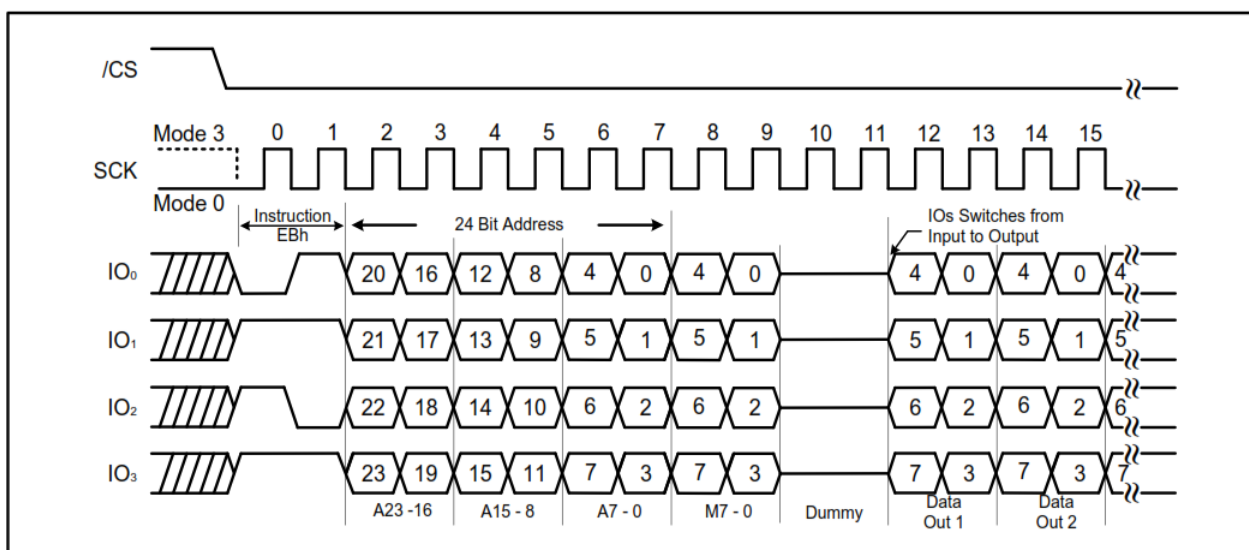 /CS
Mode 3 0 1 2 3 4 5 6 7 8 9 10 11 12 13 14 15
SCK
Mode 0
Instruction
EBh
24 Bit Address
IOs Switches from
Input to Output
IO₀ 20 16 12 8 4 0 4 0 4 0 4 0 4
IO₁ 21 17 13 9 5 1 5 1 5 1 5 1 5
IO₂ 22 18 14 10 6 2 6 2 6 2 6 2 6
IO₃ 23 19 15 11 7 3 7 3 7 3 7 3 7
A23 -16 A15 - 8 A7 - 0 M7 - 0 Dummy Data Data
Out 1 Out 2